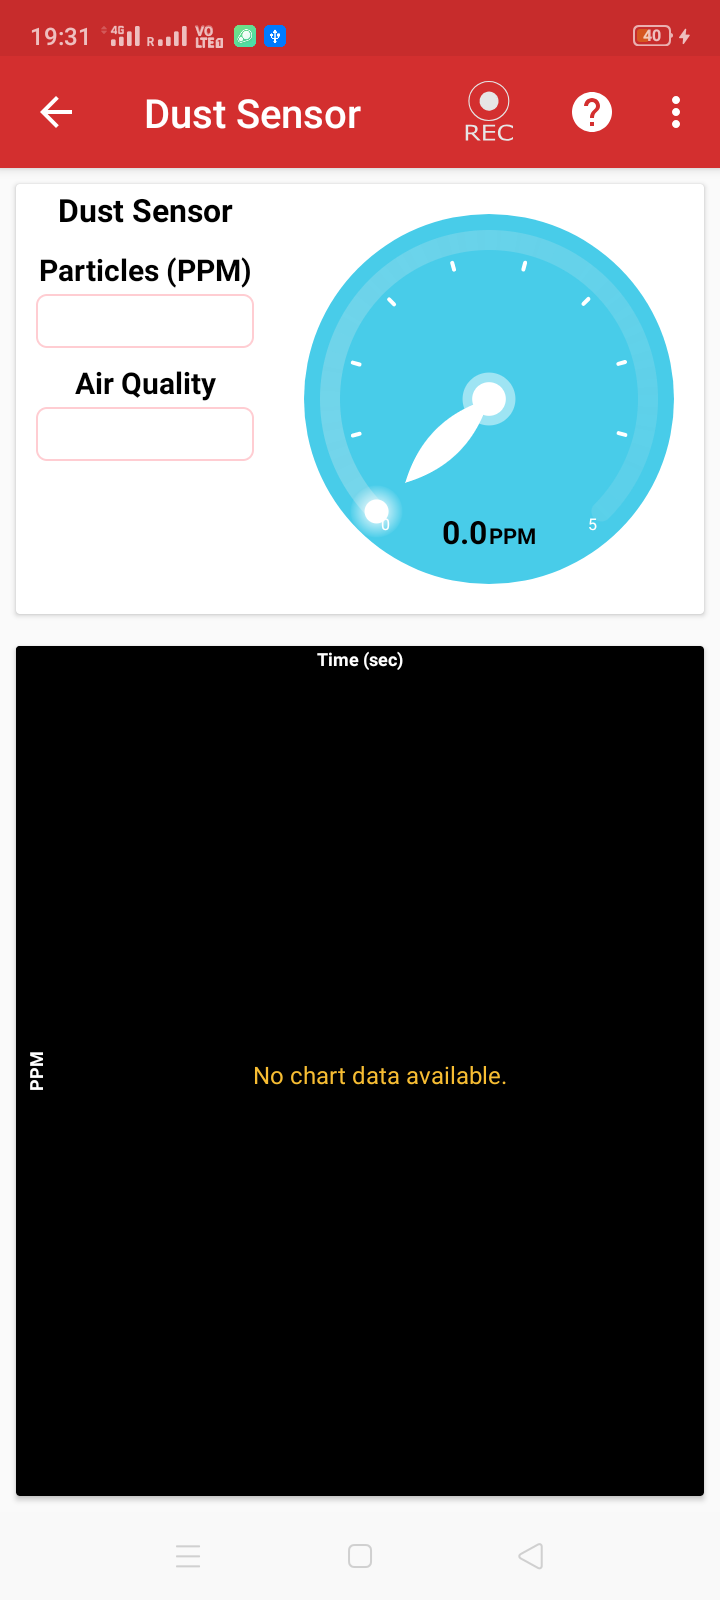 19:31 4G R VO LTE 40
Dust Sensor
REC
Dust Sensor
Particles (PPM)
Air Quality
0
0.0PPM
5
Time (sec)
PPM
No chart data available.